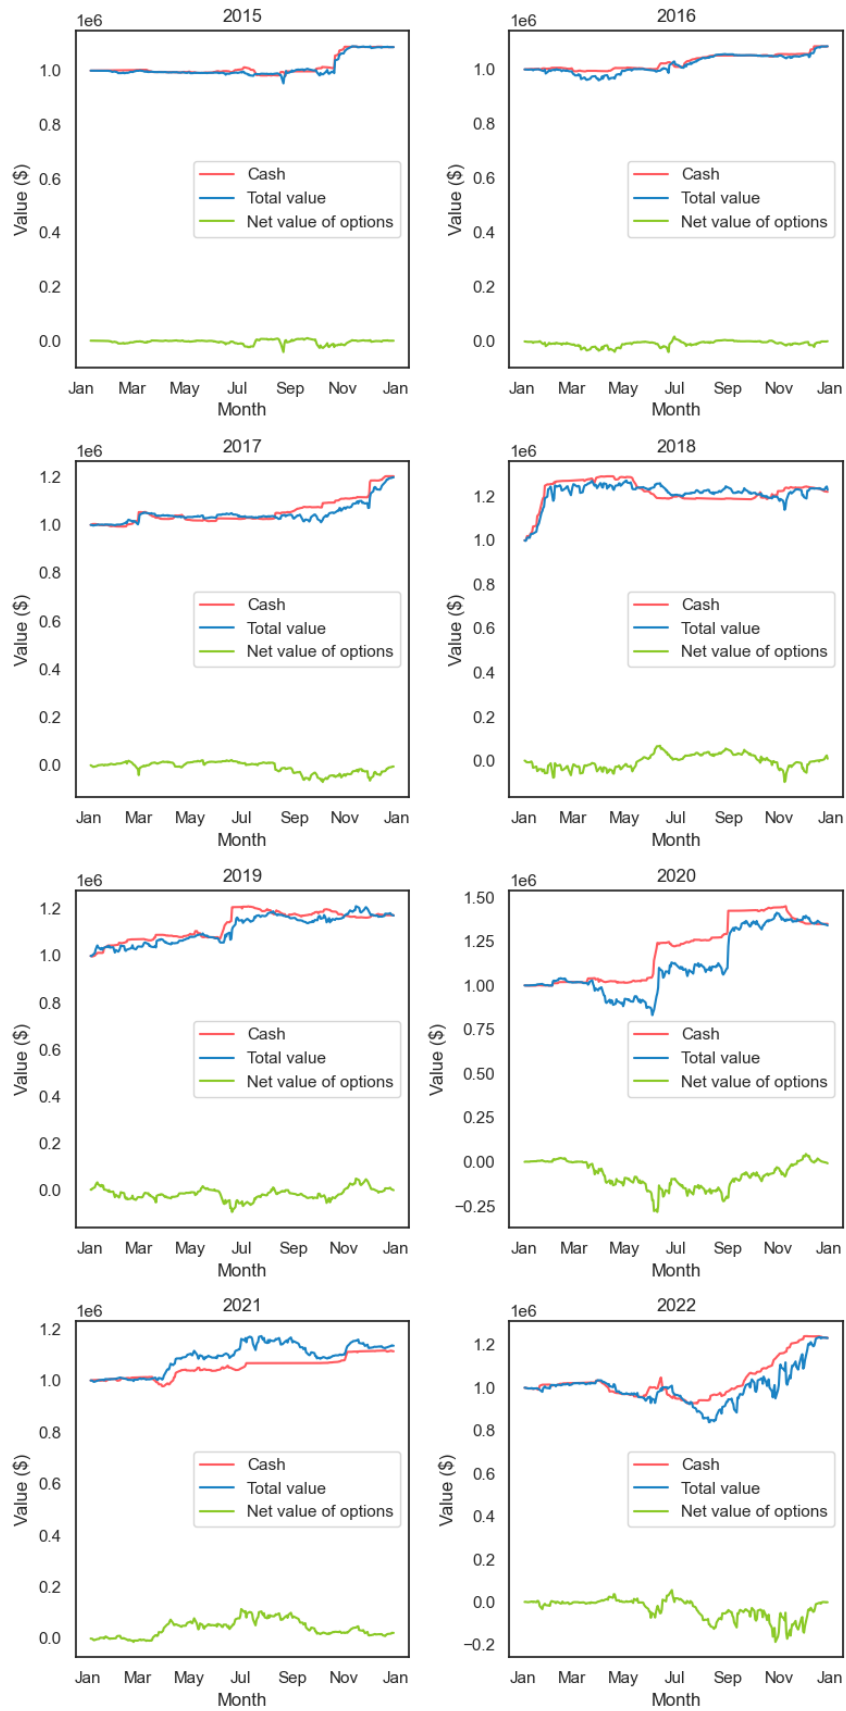 2015
1e6
1.0
0.8
0.6
0.4
0.2
0.0
Value ($)
Cash
Total value
Net value of options
Jan Mar May Jul Sep Nov Jan
Month
2016
1e6
1.0
0.8
0.6
0.4
0.2
0.0
Value ($)
Cash
Total value
Net value of options
Jan Mar May Jul Sep Nov Jan
Month
2017
1e6
1.2
1.0
0.8
0.6
0.4
0.2
0.0
Value ($)
Cash
Total value
Net value of options
Jan Mar May Jul Sep Nov Jan
Month
2018
1e6
1.2
1.0
0.8
0.6
0.4
0.2
0.0
Value ($)
Cash
Total value
Net value of options
Jan Mar May Jul Sep Nov Jan
Month
2019
1e6
1.2
1.0
0.8
0.6
0.4
0.2
0.0
Value ($)
Cash
Total value
Net value of options
Jan Mar May Jul Sep Nov Jan
Month
2020
1e6
1.50
1.25
1.00
0.75
0.50
0.25
0.00
−0.25
Value ($)
Cash
Total value
Net value of options
Jan Mar May Jul Sep Nov Jan
Month
2021
1e6
1.2
1.0
0.8
0.6
0.4
0.2
0.0
Value ($)
Cash
Total value
Net value of options
Jan Mar May Jul Sep Nov Jan
Month
2022
1e6
1.2
1.0
0.8
0.6
0.4
0.2
0.0
−0.2
Value ($)
Cash
Total value
Net value of options
Jan Mar May Jul Sep Nov Jan
Month